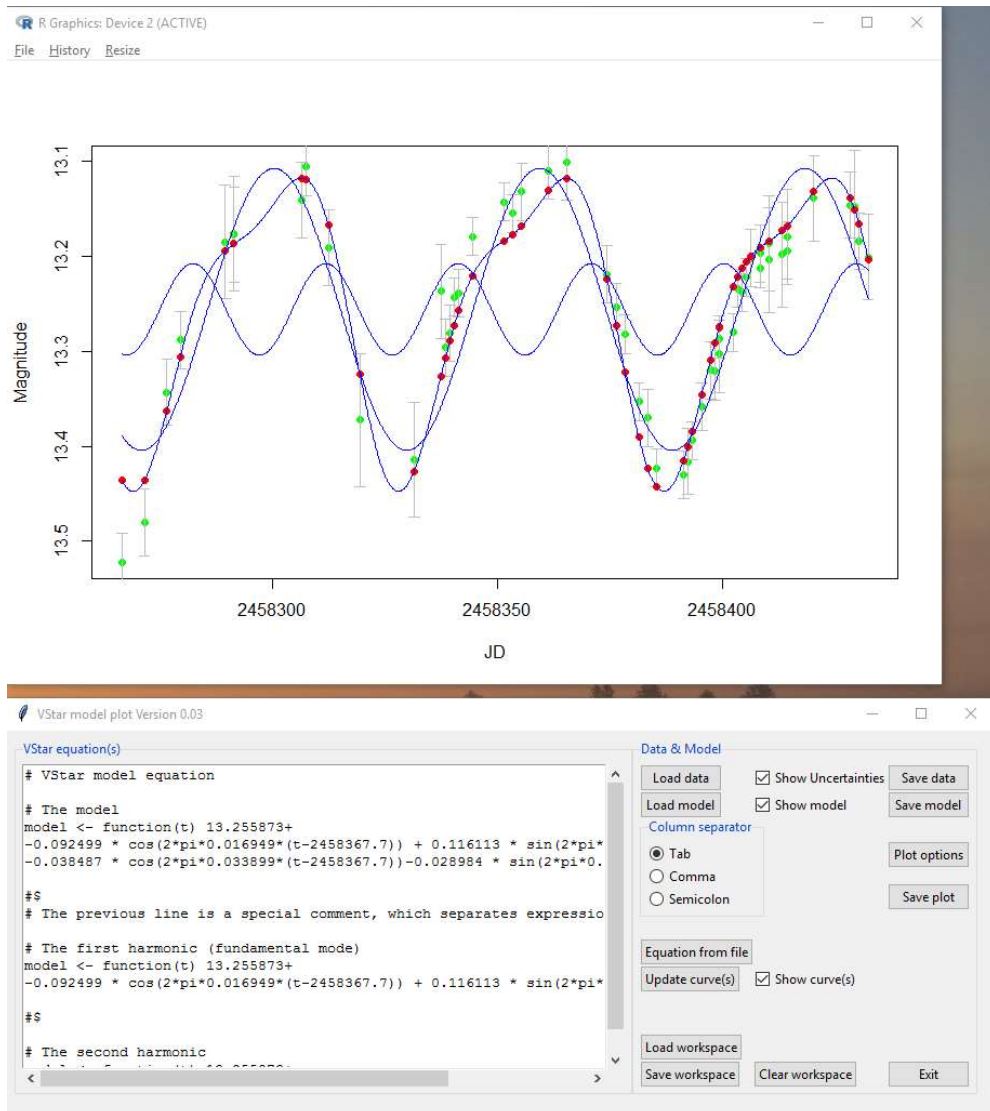 R Graphics: Device 2 (ACTIVE)
File History Resize
13.1
13.2
13.3
13.4
13.5
Magnitude
2458300 2458350 2458400
JD
VStar model plot Version 0.03
VStar equation(s)
# VStar model equation
# The model
model <- function(t) 13.255873+
-0.092499 * cos(2*pi*0.016949*(t-2458367.7)) + 0.116113 * sin(2*pi*
-0.038487 * cos(2*pi*0.033899*(t-2458367.7))-0.028984 * sin(2*pi*0.
#$
# The previous line is a special comment, which separates expressio
# The first harmonic (fundamental mode)
model <- function(t) 13.255873+
-0.092499 * cos(2*pi*0.016949*(t-2458367.7)) + 0.116113 * sin(2*pi*
#$
# The second harmonic
Data & Model
Load data Show Uncertainties Save data
Load model Show model Save model
Column separator
Tab
Comma
Semicolon
Plot options
Save plot
Equation from file
Update curve(s) Show curve(s)
Load workspace
Save workspace Clear workspace Exit